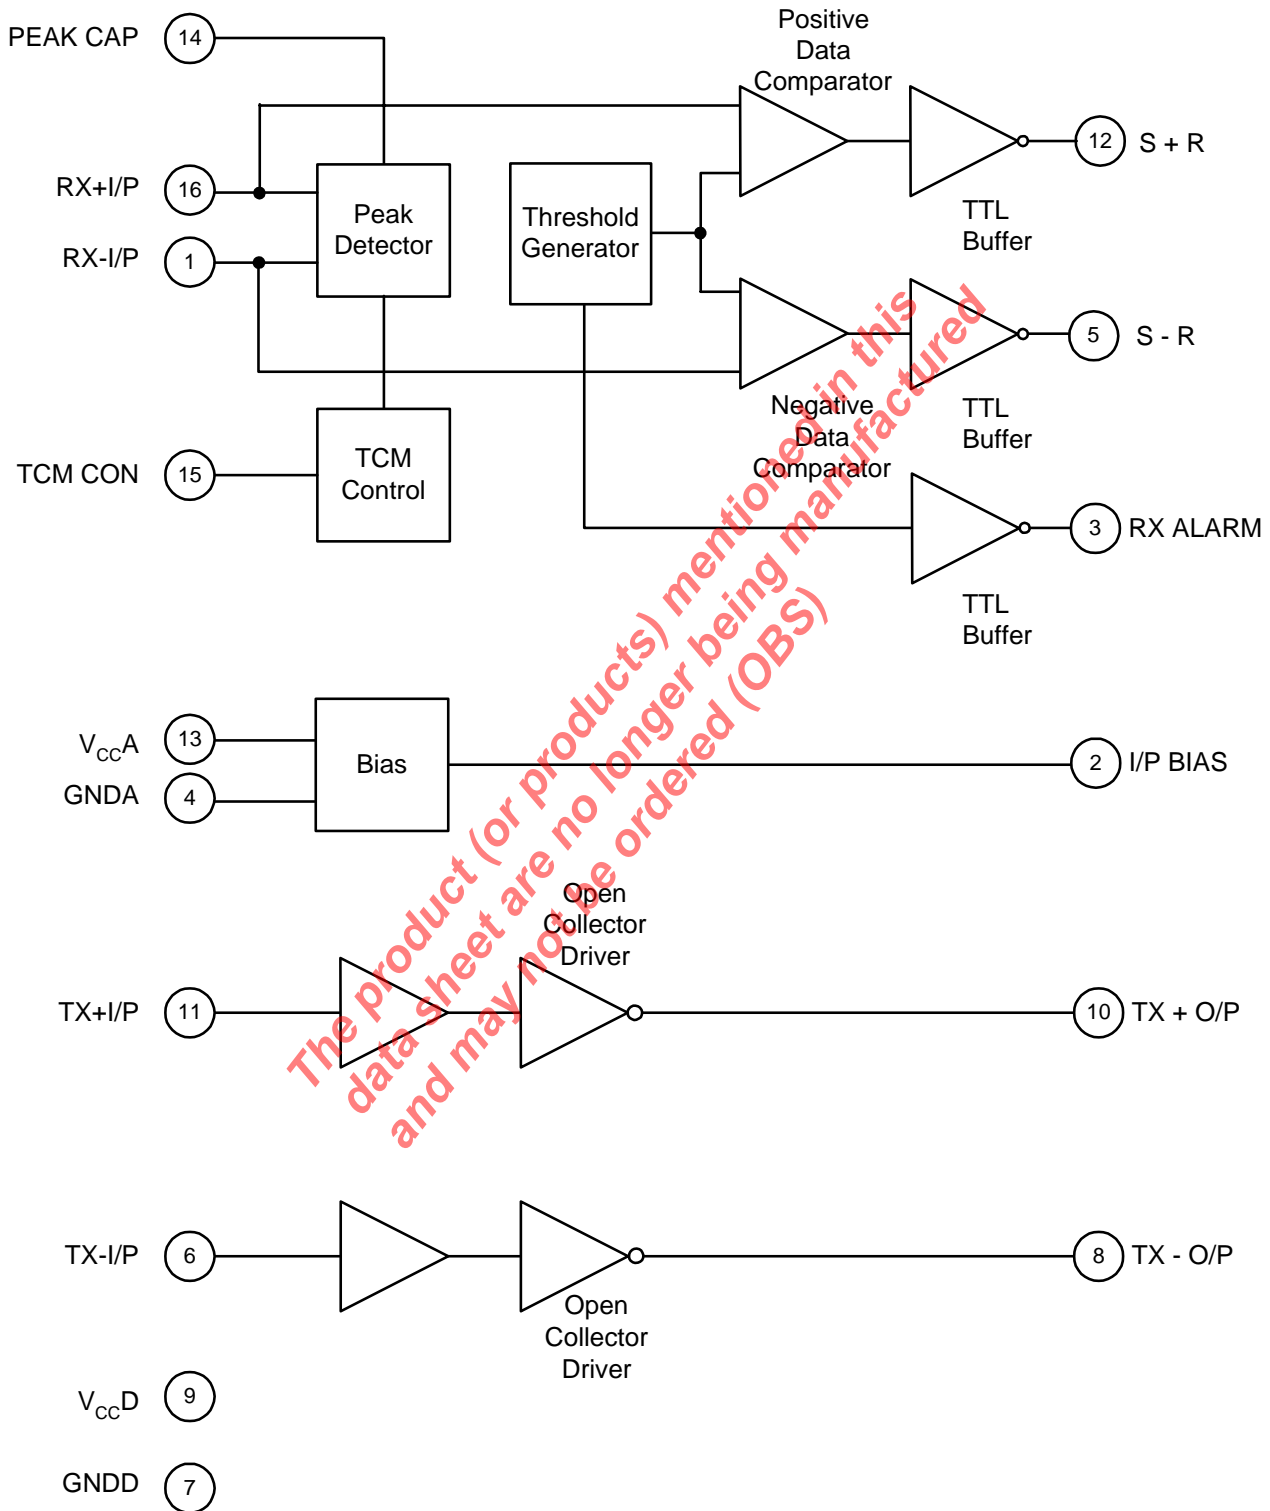 PEAK CAP
14
Positive
Data
Comparator
RX+I/P
16
RX-I/P
1
Peak
Detector
Threshold
Generator
12
S + R
TTL
Buffer
5
S - R
TTL
Buffer
Negative
Data
Comparator
TCM CON
15
TCM
Control
3
RX ALARM
TTL
Buffer
VCCA
13
GNDA
4
Bias
2
I/P BIAS
Open
Collector
Driver
TX+I/P
11
10
TX + O/P
TX-I/P
6
8
TX - O/P
Open
Collector
Driver
VCCD
9
GNDD
7
The product (or products) mentioned in this
data sheet are no longer being manufactured
and may not be ordered (OBS)